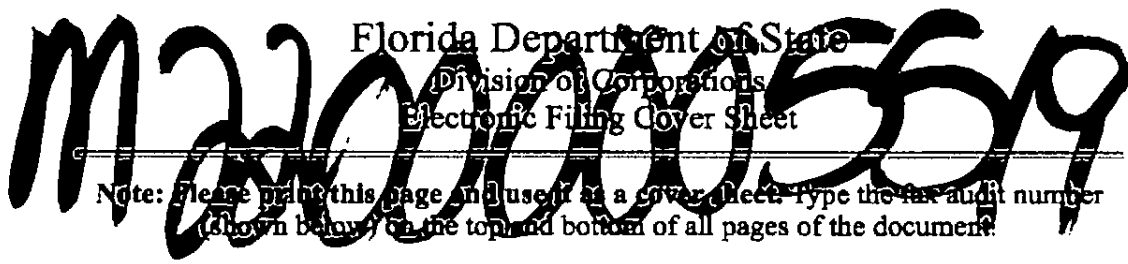 M22000005519
Florida Department of State
Division of Corporations
Electronic Filing Cover Sheet
Note: Please print this page and use it as a cover sheet. Type the fax audit number
(shown below) on the top and bottom of all pages of the document.